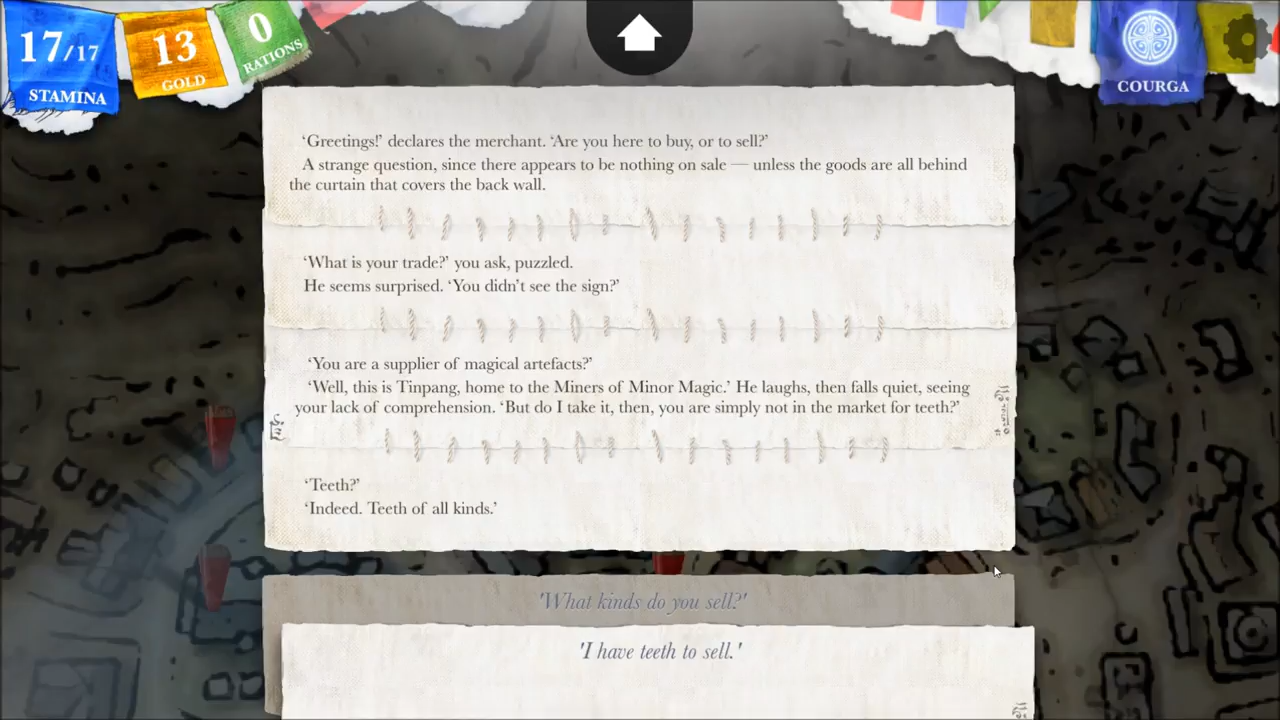 17/17
STAMINA
13
GOLD
0
RATIONS
COURGA
‘Greetings!’ declares the merchant. ‘Are you here to buy, or to sell?’
A strange question, since there appears to be nothing on sale — unless the goods are all behind
the curtain that covers the back wall.
‘What is your trade?’ you ask, puzzled.
He seems surprised. ‘You didn’t see the sign?’
‘You are a supplier of magical artefacts?’
‘Well, this is Tinpang, home to the Miners of Minor Magic.’ He laughs, then falls quiet, seeing
your lack of comprehension. ‘But do I take it, then, you are simply not in the market for teeth?’
‘Teeth?’
‘Indeed. Teeth of all kinds.’
'What kinds do you sell?'
'I have teeth to sell.'